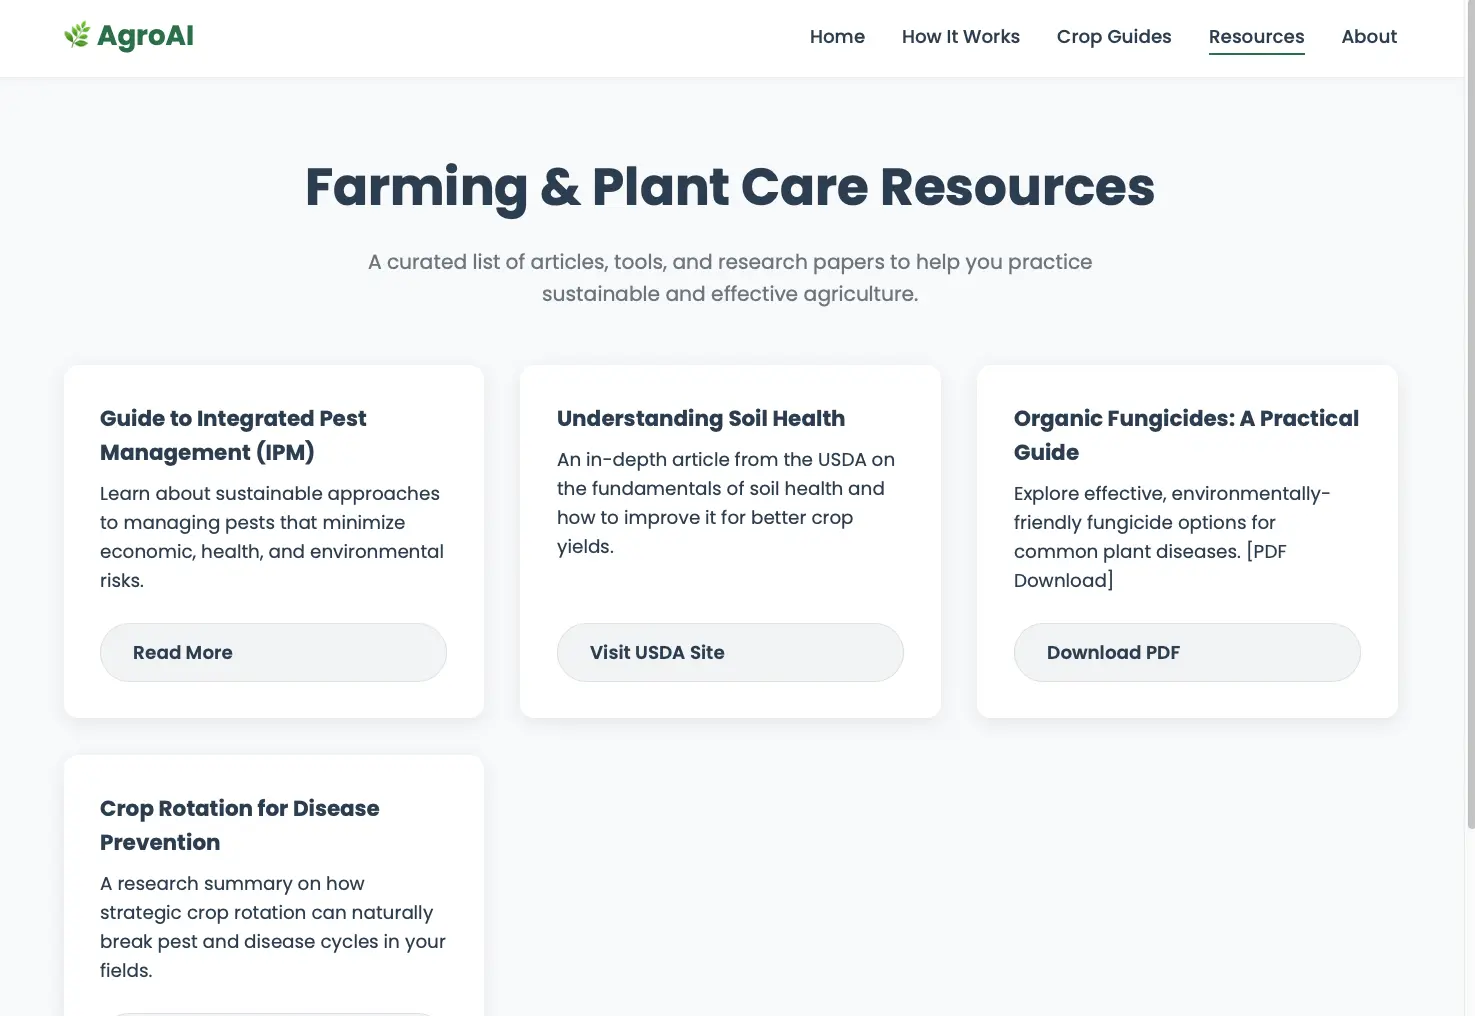 AgroAI
Home
How It Works
Crop Guides
Resources
About
Farming & Plant Care Resources
A curated list of articles, tools, and research papers to help you practice
sustainable and effective agriculture.
Guide to Integrated Pest
Management (IPM)
Learn about sustainable approaches
to managing pests that minimize
economic, health, and environmental
risks.
Read More
Understanding Soil Health
An in-depth article from the USDA on
the fundamentals of soil health and
how to improve it for better crop
yields.
Visit USDA Site
Organic Fungicides: A Practical
Guide
Explore effective, environmentally-
friendly fungicide options for
common plant diseases. [PDF
Download]
Download PDF
Crop Rotation for Disease
Prevention
A research summary on how
strategic crop rotation can naturally
break pest and disease cycles in your
fields.